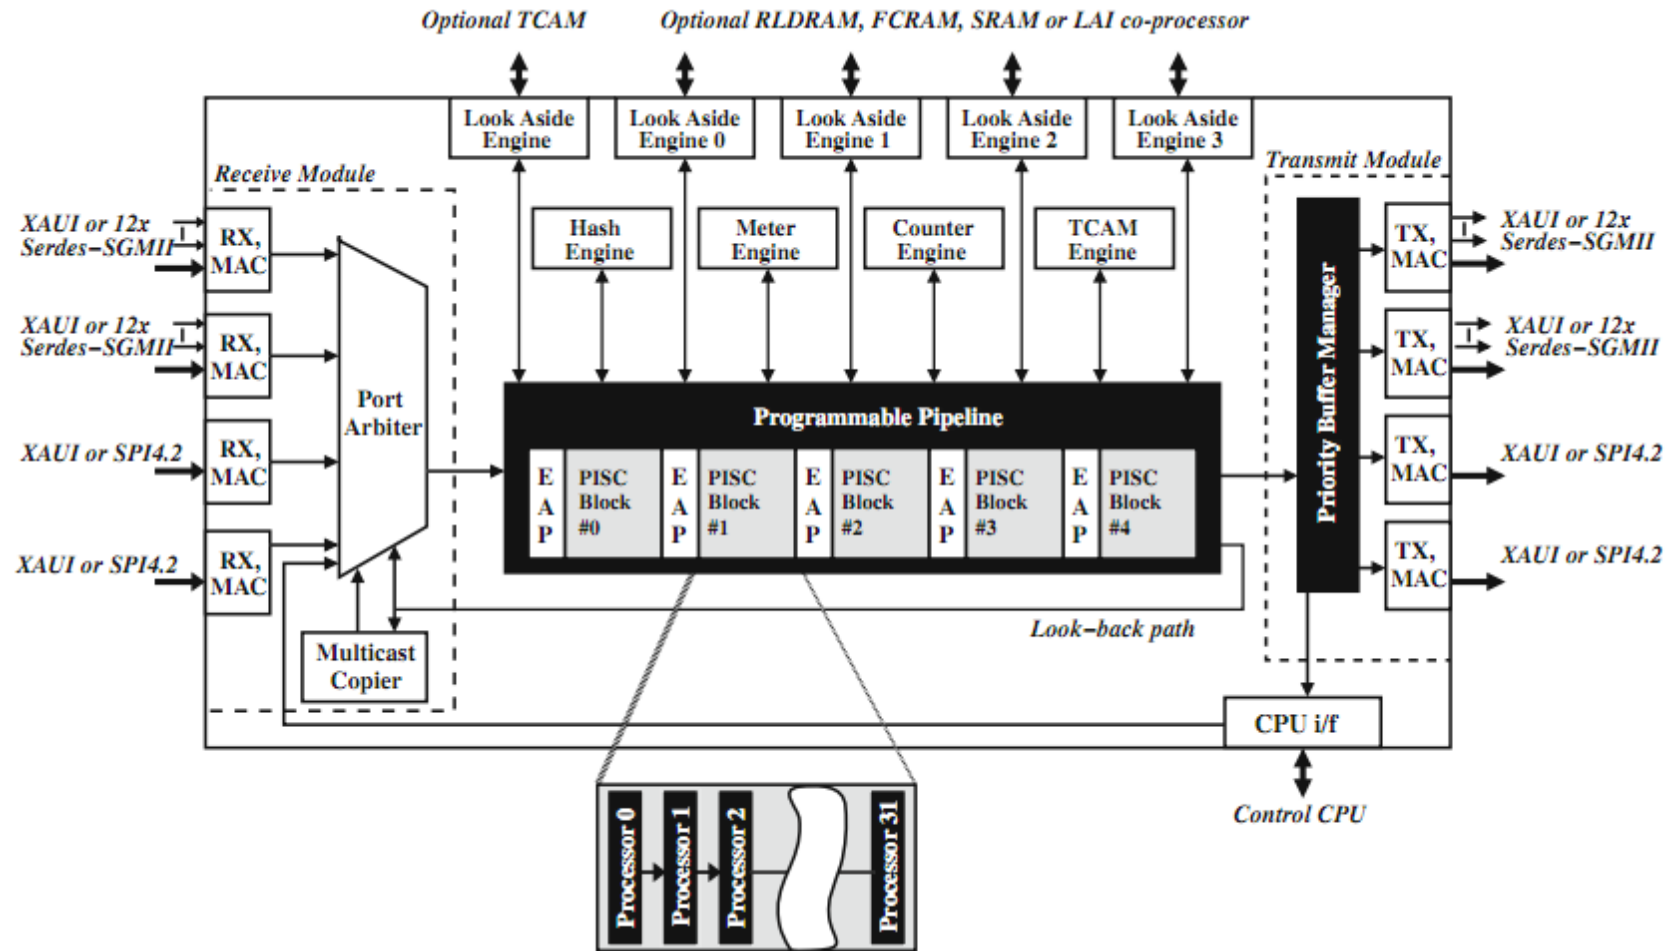 Optional TCAM
Optional RLDRAM, FCRAM, SRAM or LAI co-processor
Look Aside
Engine
Look Aside
Engine 0
Look Aside
Engine 1
Look Aside
Engine 2
Look Aside
Engine 3
Receive Module
Transmit Module
XAUI or 12x
Serdes-SGMII
RX,
MAC
XAUI or 12x
Serdes-SGMII
RX,
MAC
XAUI or SPI4.2
RX,
MAC
XAUI or SPI4.2
RX,
MAC
Port
Arbiter
Multicast
Copier
Hash
Engine
Meter
Engine
Counter
Engine
TCAM
Engine
Programmable Pipeline
E
A
P
PISC
Block
#0
E
A
P
PISC
Block
#1
E
A
P
PISC
Block
#2
E
A
P
PISC
Block
#3
E
A
P
PISC
Block
#4
Look-back path
Priority Buffer Manager
TX,
MAC
XAUI or 12x
Serdes-SGMII
TX,
MAC
XAUI or 12x
Serdes-SGMII
TX,
MAC
XAUI or SPI4.2
TX,
MAC
XAUI or SPI4.2
CPU i/f
Control CPU
Processor 0
Processor 1
Processor 2
Processor 31